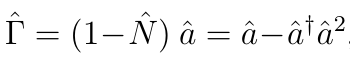 Γ̂ = (1−N̂) â = â−â†â².